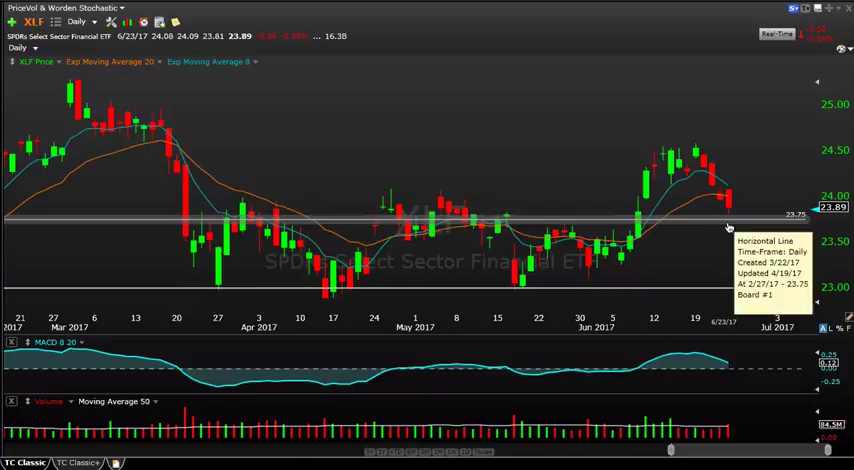 PriceVol & Worden Stochastic
XLF Daily
SPDRs Select Sector Financial ETF 6/23/17 24.08 24.09 23.81 23.89 ... 16.3B
Real-Time
Daily
XLF Price Exp Moving Average 20 Exp Moving Average 8
25.00
24.50
24.00
23.89
23.75
23.50
23.00
XLF
SPDRs Select Sector Financial ETF
Horizontal Line
Time-Frame: Daily
Created 3/22/17
Updated 4/19/17
At 2/27/17 - 23.75
Board #1
21 27 6 13 20 27 10 17 24 8 15 22 30 12 19 3
2017 Mar 2017 Apr 2017 May 2017 Jun 2017 6/23/17 Jul 2017
A L % F
X MACD 8 20
0.25
0.12
0.00
-0.25
X Volume Moving Average 50
84.5M
0.00
TC Classic TC Classic+